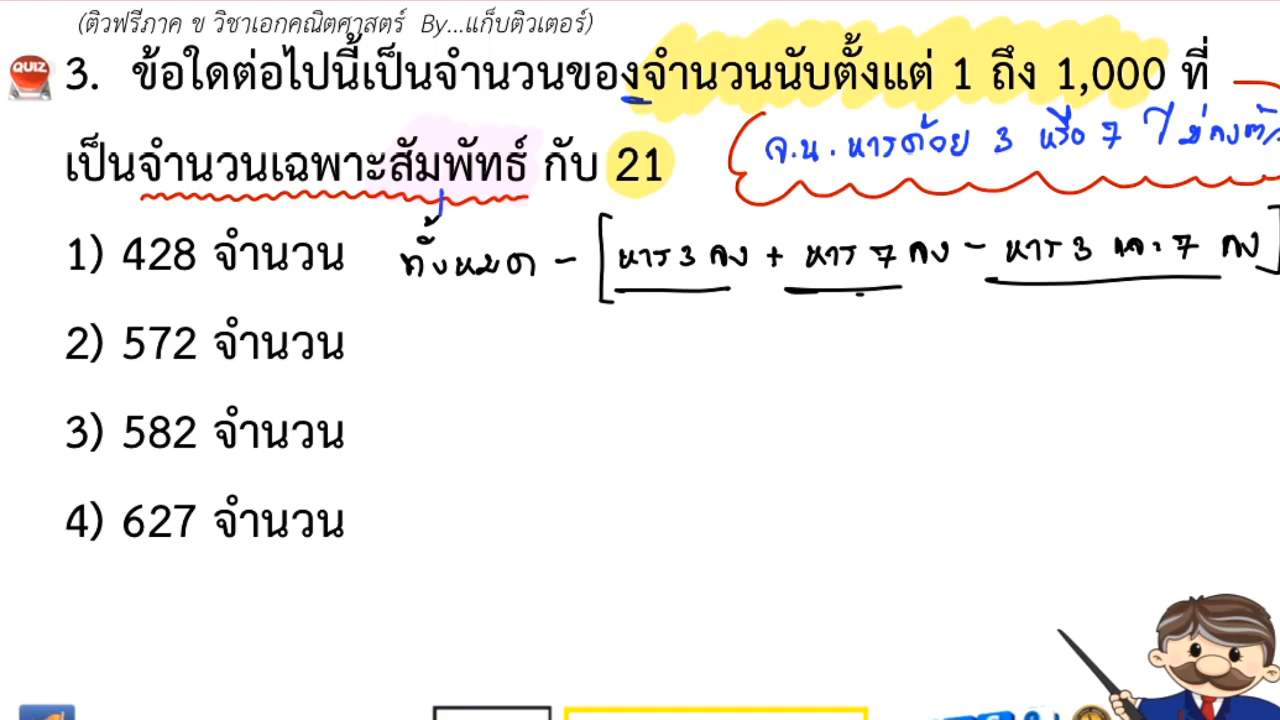 (ติวฟรีภาค ข วิชาเอกคณิตศาสตร์ By...แก็บติวเตอร์)
QUIZ
3. ข้อใดต่อไปนี้เป็นจำนวนของจำนวนนับตั้งแต่ 1 ถึง 1,000 ที่
จ.น. หารด้วย 3 หรือ 7 ไม่ลงตัว
เป็นจำนวนเฉพาะสัมพัทธ์ กับ 21
1) 428 จำนวน
ทั้งหมด - [หาร 3 ลง + หาร 7 ลง - หาร 3 และ 7 ลง]
2) 572 จำนวน
3) 582 จำนวน
4) 627 จำนวน